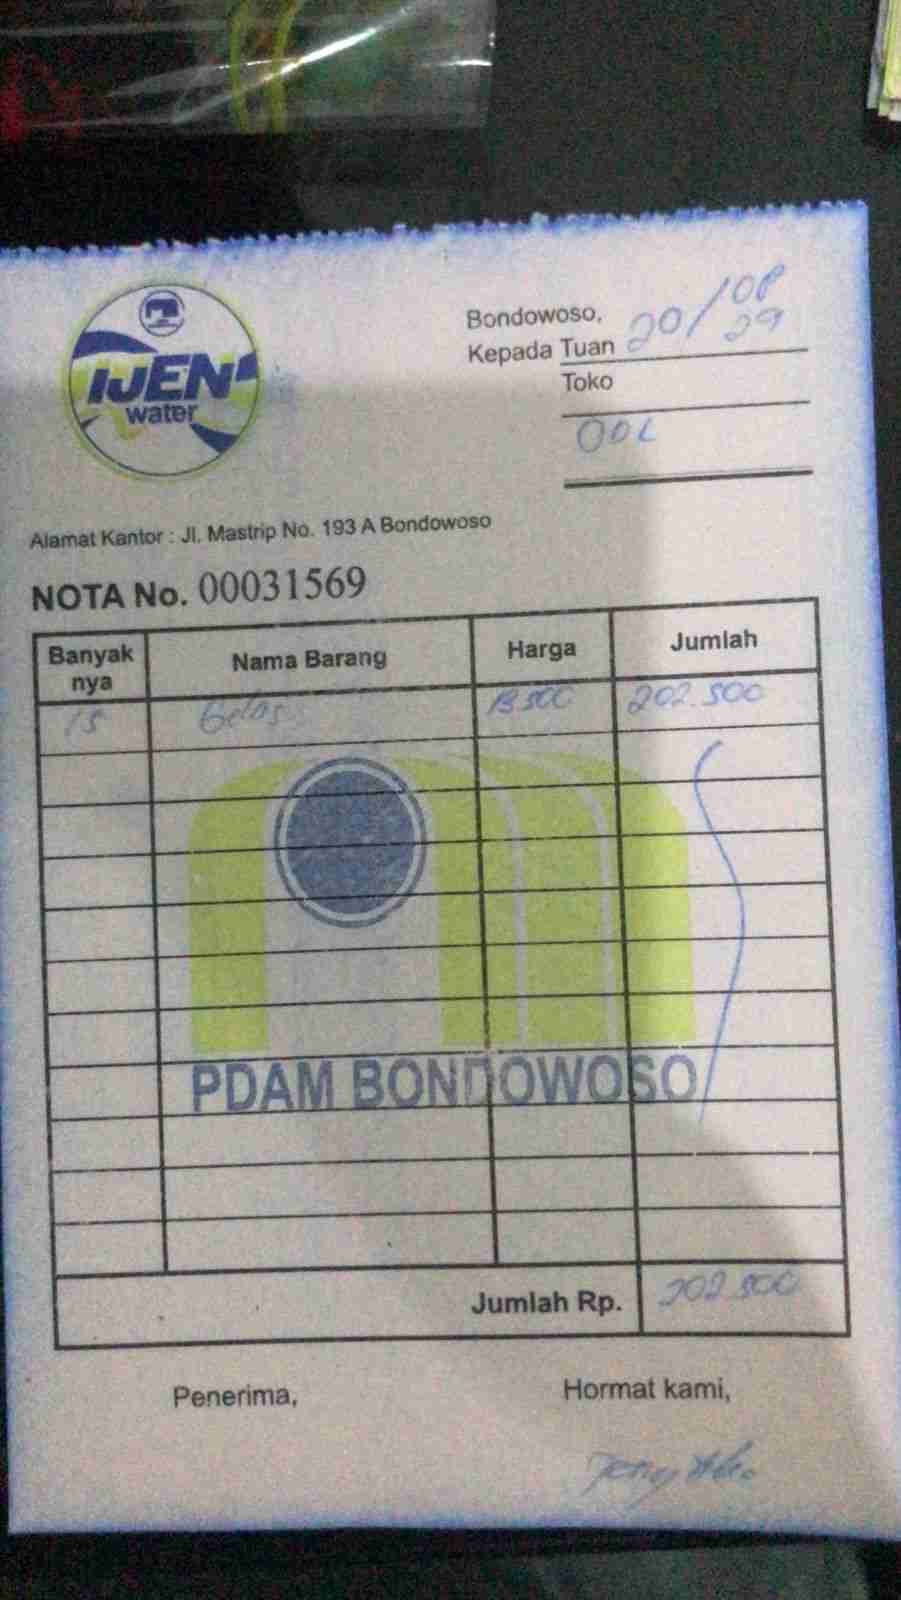 IJEN
water
Bondowoso, 20/08
29
Kepada Tuan
Toko
ODL
Alamat Kantor : Jl. Mastrip No. 193 A Bondowoso
NOTA No. 00031569
Banyak nya Nama Barang Harga Jumlah
15 Gelas 13 500 202.500
PDAM BONDOWOSO
Jumlah Rp. 202.500
Penerima, Hormat kami,